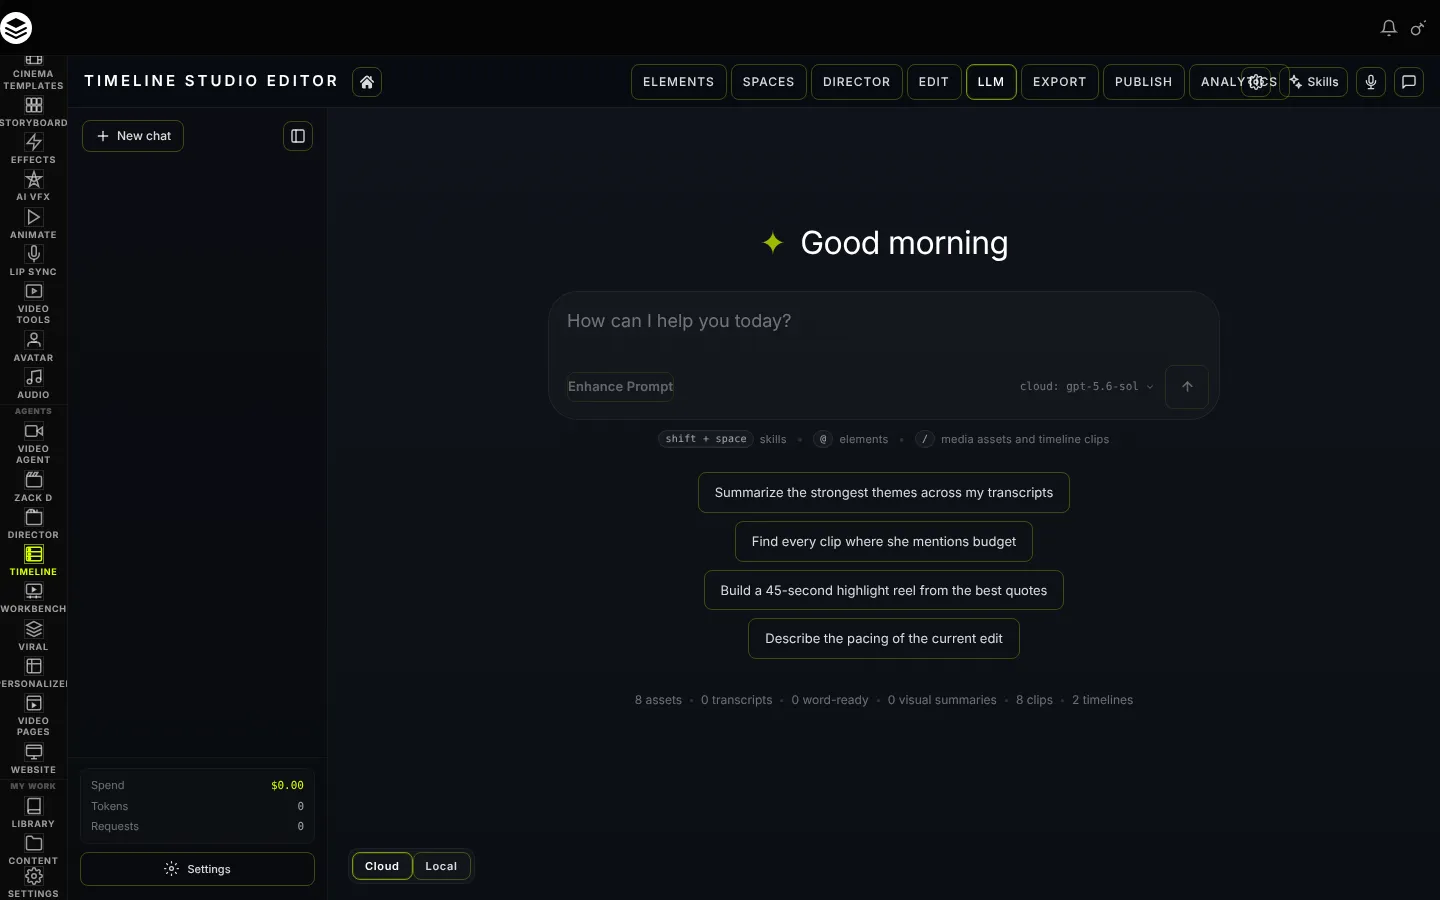 CINEMA
TEMPLATES
STORYBOARD
EFFECTS
AI VFX
ANIMATE
LIP SYNC
VIDEO
TOOLS
AVATAR
AUDIO
AGENTS
VIDEO
AGENT
ZACK D
DIRECTOR
TIMELINE
WORKBENCH
VIRAL
PERSONALIZE
VIDEO
PAGES
WEBSITE
MY WORK
LIBRARY
CONTENT
SETTINGS
TIMELINE STUDIO EDITOR
ELEMENTS
SPACES
DIRECTOR
EDIT
LLM
EXPORT
PUBLISH
ANALYTICS
Skills
New chat
Spend $0.00
Tokens 0
Requests 0
Settings
Good morning
How can I help you today?
Enhance Prompt
cloud: gpt-5.6-sol
shift + space skills • @ elements • / media assets and timeline clips
Summarize the strongest themes across my transcripts
Find every clip where she mentions budget
Build a 45-second highlight reel from the best quotes
Describe the pacing of the current edit
8 assets • 0 transcripts • 0 word-ready • 0 visual summaries • 8 clips • 2 timelines
Cloud
Local